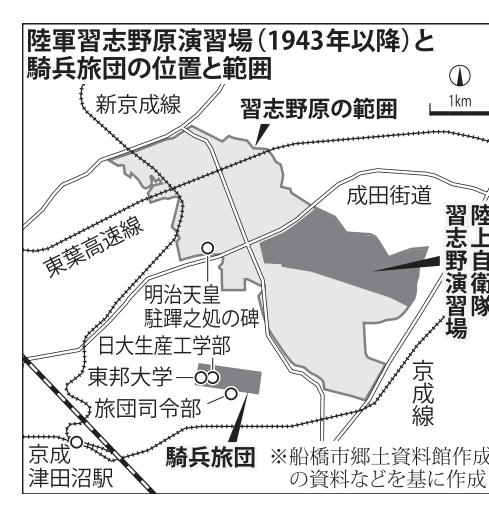 陸軍習志野原演習場（1943年以降）と
騎兵旅団の位置と範囲
1km
新京成線
習志野原の範囲
成田街道
東葉高速線
陸上自衛隊
習志野演習場
明治天皇
駐蹕之処の碑
日大生産工学部
東邦大学
旅団司令部
京成線
京成
津田沼駅
騎兵旅団
※船橋市郷土資料館作成
の資料などを基に作成